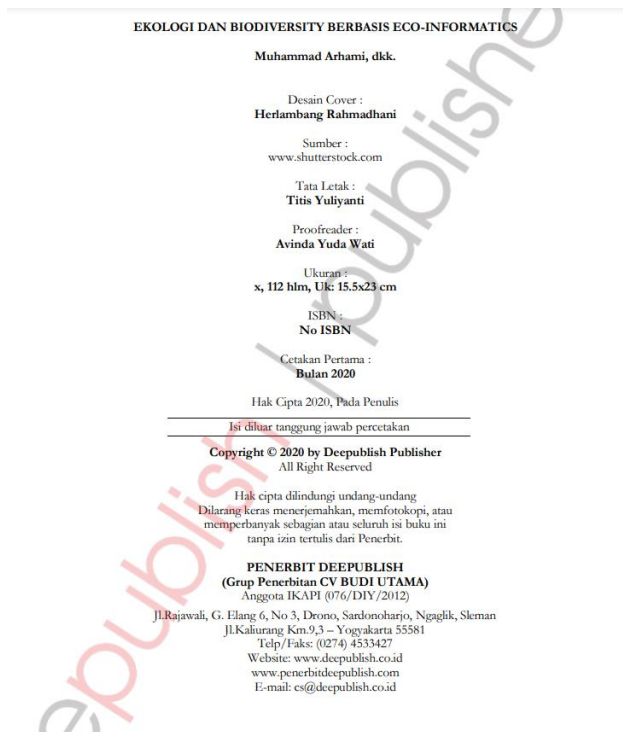 EKOLOGI DAN BIODIVERSITY BERBASIS ECO-INFORMATICS
Muhammad Arhami, dkk.
Desain Cover :
Herlambang Rahmadhani
Sumber :
www.shutterstock.com
Tata Letak :
Titis Yuliyanti
Proofreader :
Avinda Yuda Wati
Ukuran :
x, 112 hlm, Uk: 15.5x23 cm
ISBN :
No ISBN
Cetakan Pertama :
Bulan 2020
Hak Cipta 2020, Pada Penulis
Isi diluar tanggung jawab percetakan
Copyright © 2020 by Deepublish Publisher
All Right Reserved
Hak cipta dilindungi undang-undang
Dilarang keras menerjemahkan, memfotokopi, atau
memperbanyak sebagian atau seluruh isi buku ini
tanpa izin tertulis dari Penerbit.
PENERBIT DEEPUBLISH
(Grup Penerbitan CV BUDI UTAMA)
Anggota IKAPI (076/DIY/2012)
Jl.Rajawali, G. Elang 6, No 3, Drono, Sardonoharjo, Ngaglik, Sleman
Jl.Kaliurang Km.9,3 – Yogyakarta 55581
Telp/Faks: (0274) 4533427
Website: www.deepublish.co.id
www.penerbitdeepublish.com
E-mail: cs@deepublish.co.id
epublish | publishe